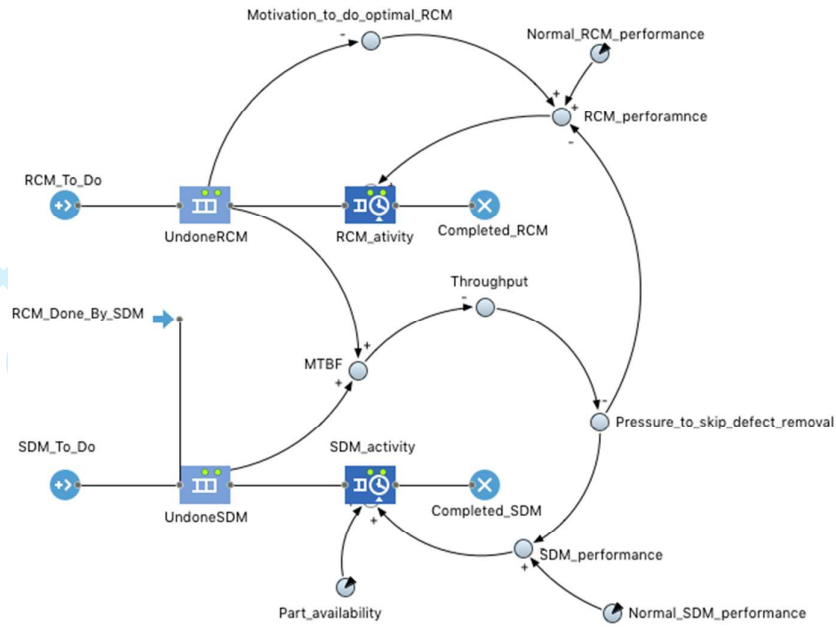 Motivation_to_do_optimal_RCM
-
Normal_RCM_performance
+
+
RCM_perforamnce
-
RCM_To_Do
UndoneRCM
RCM_ativity
Completed_RCM
RCM_Done_By_SDM
Throughput
-
+
MTBF
+
-
Pressure_to_skip_defect_removal
SDM_To_Do
SDM_activity
UndoneSDM
Completed_SDM
+
SDM_performance
+
Part_availability
Normal_SDM_performance